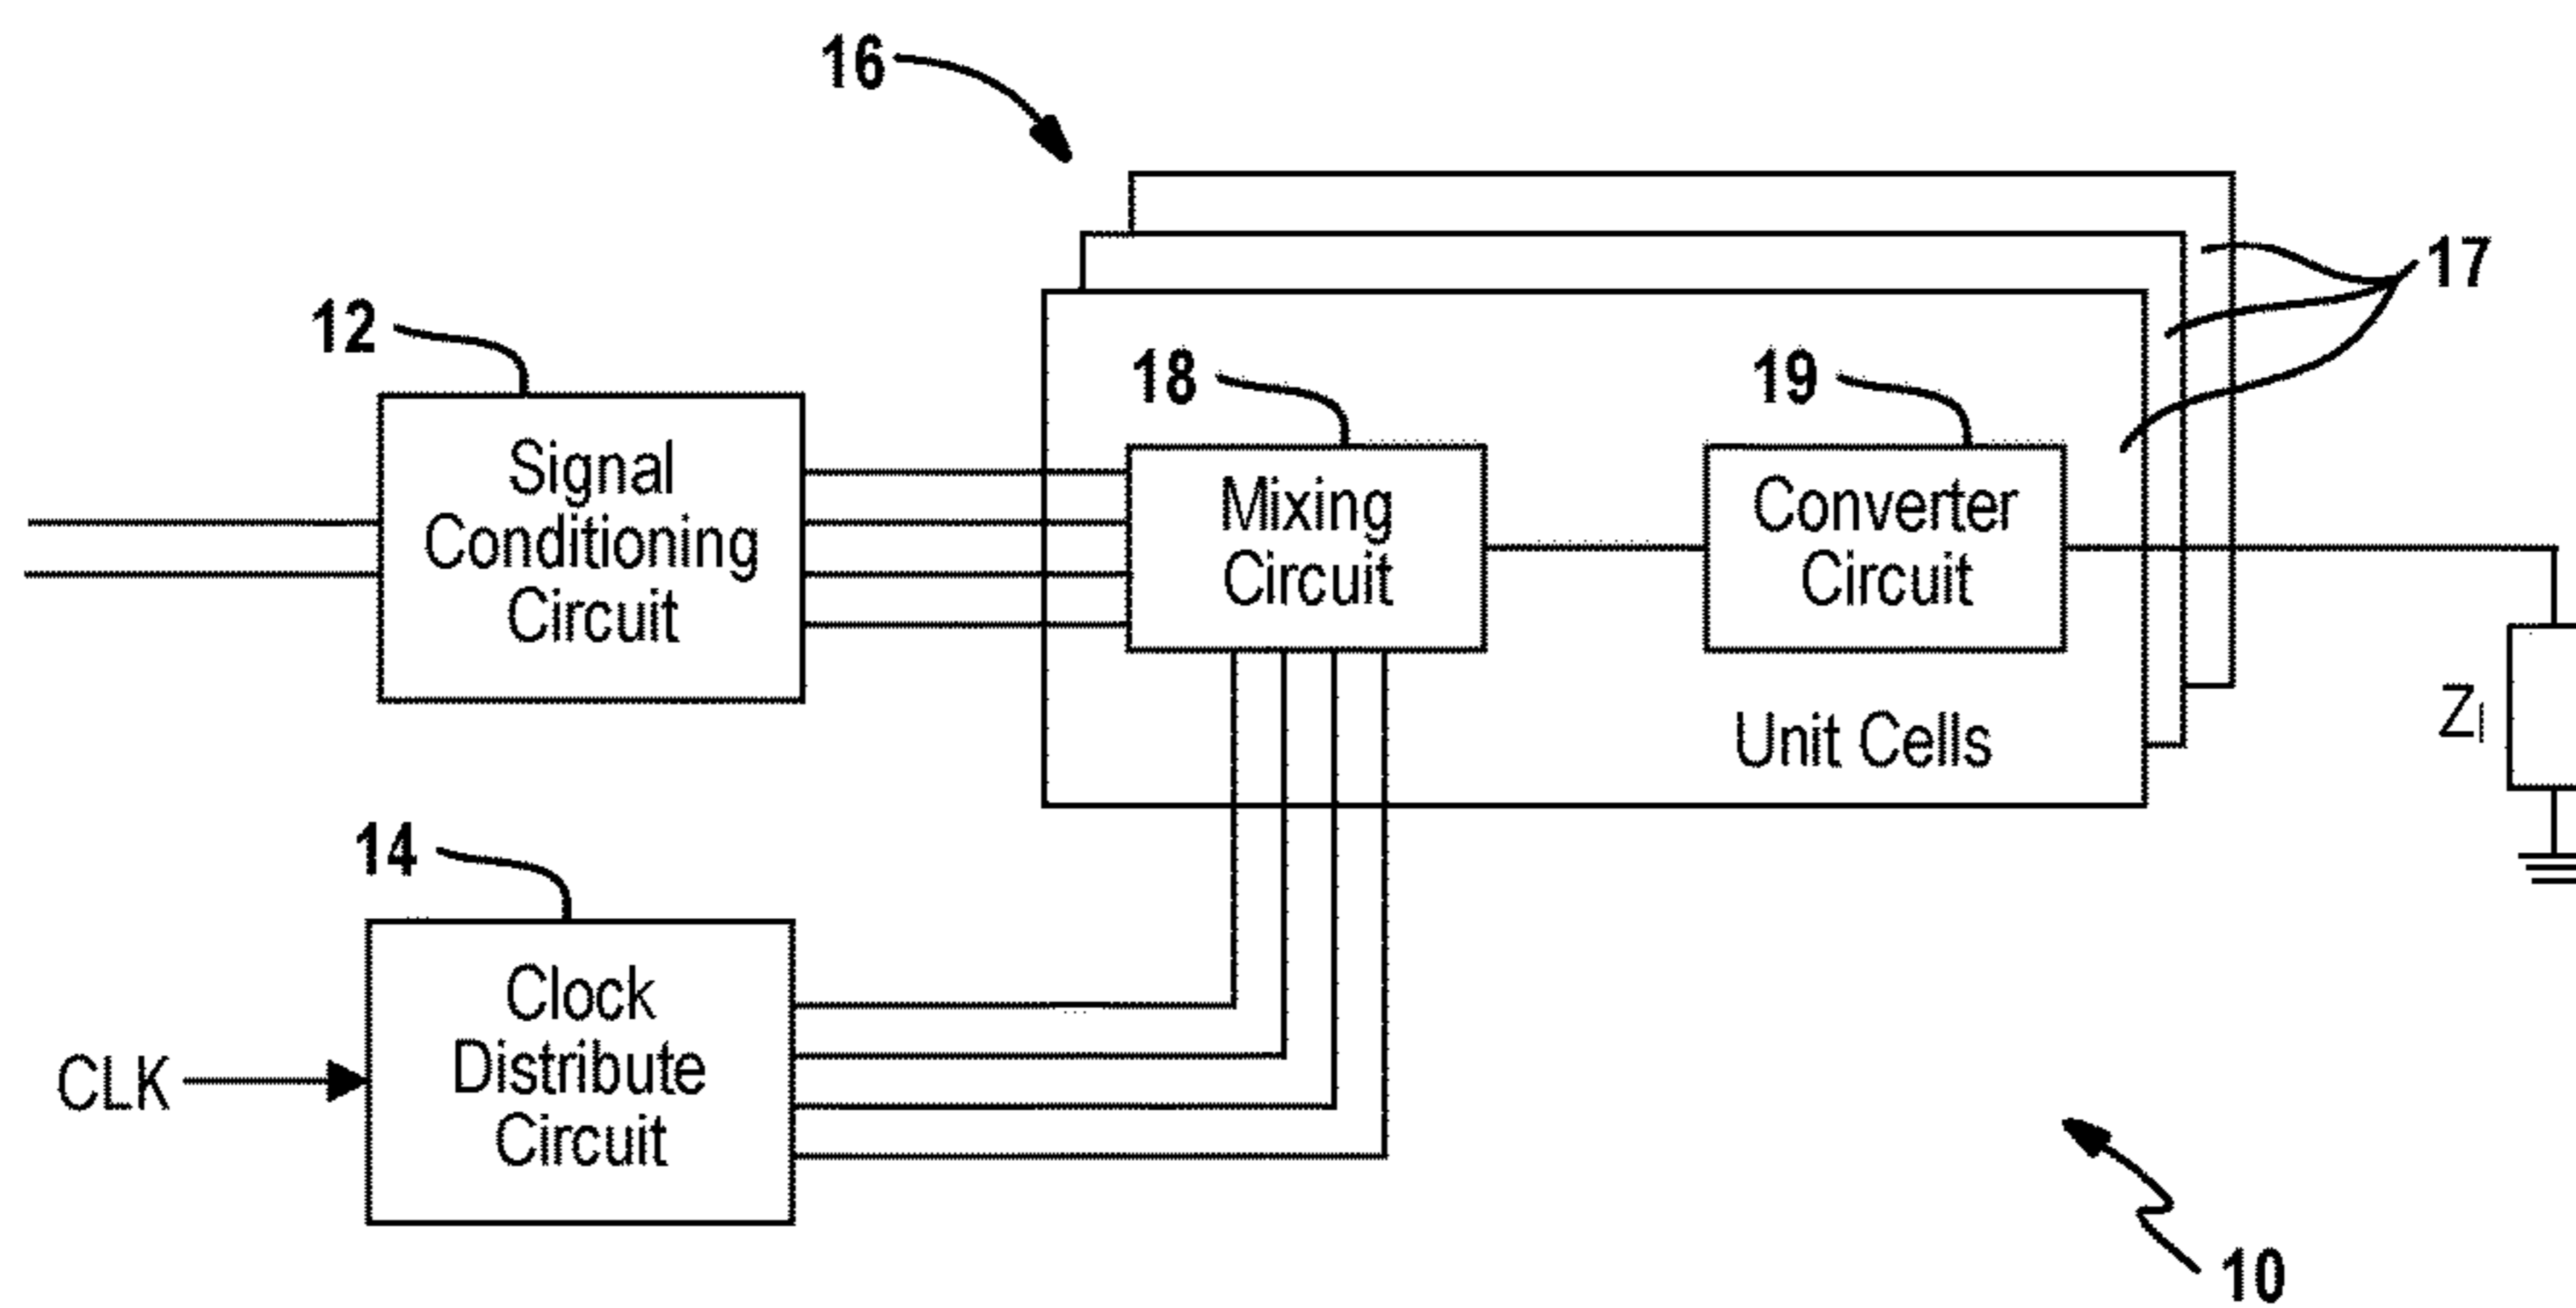 16
17
12
18
19
Signal
Conditioning
Circuit
Mixing
Circuit
Converter
Circuit
Unit Cells
Zl
14
Clock
Distribute
Circuit
CLK
10